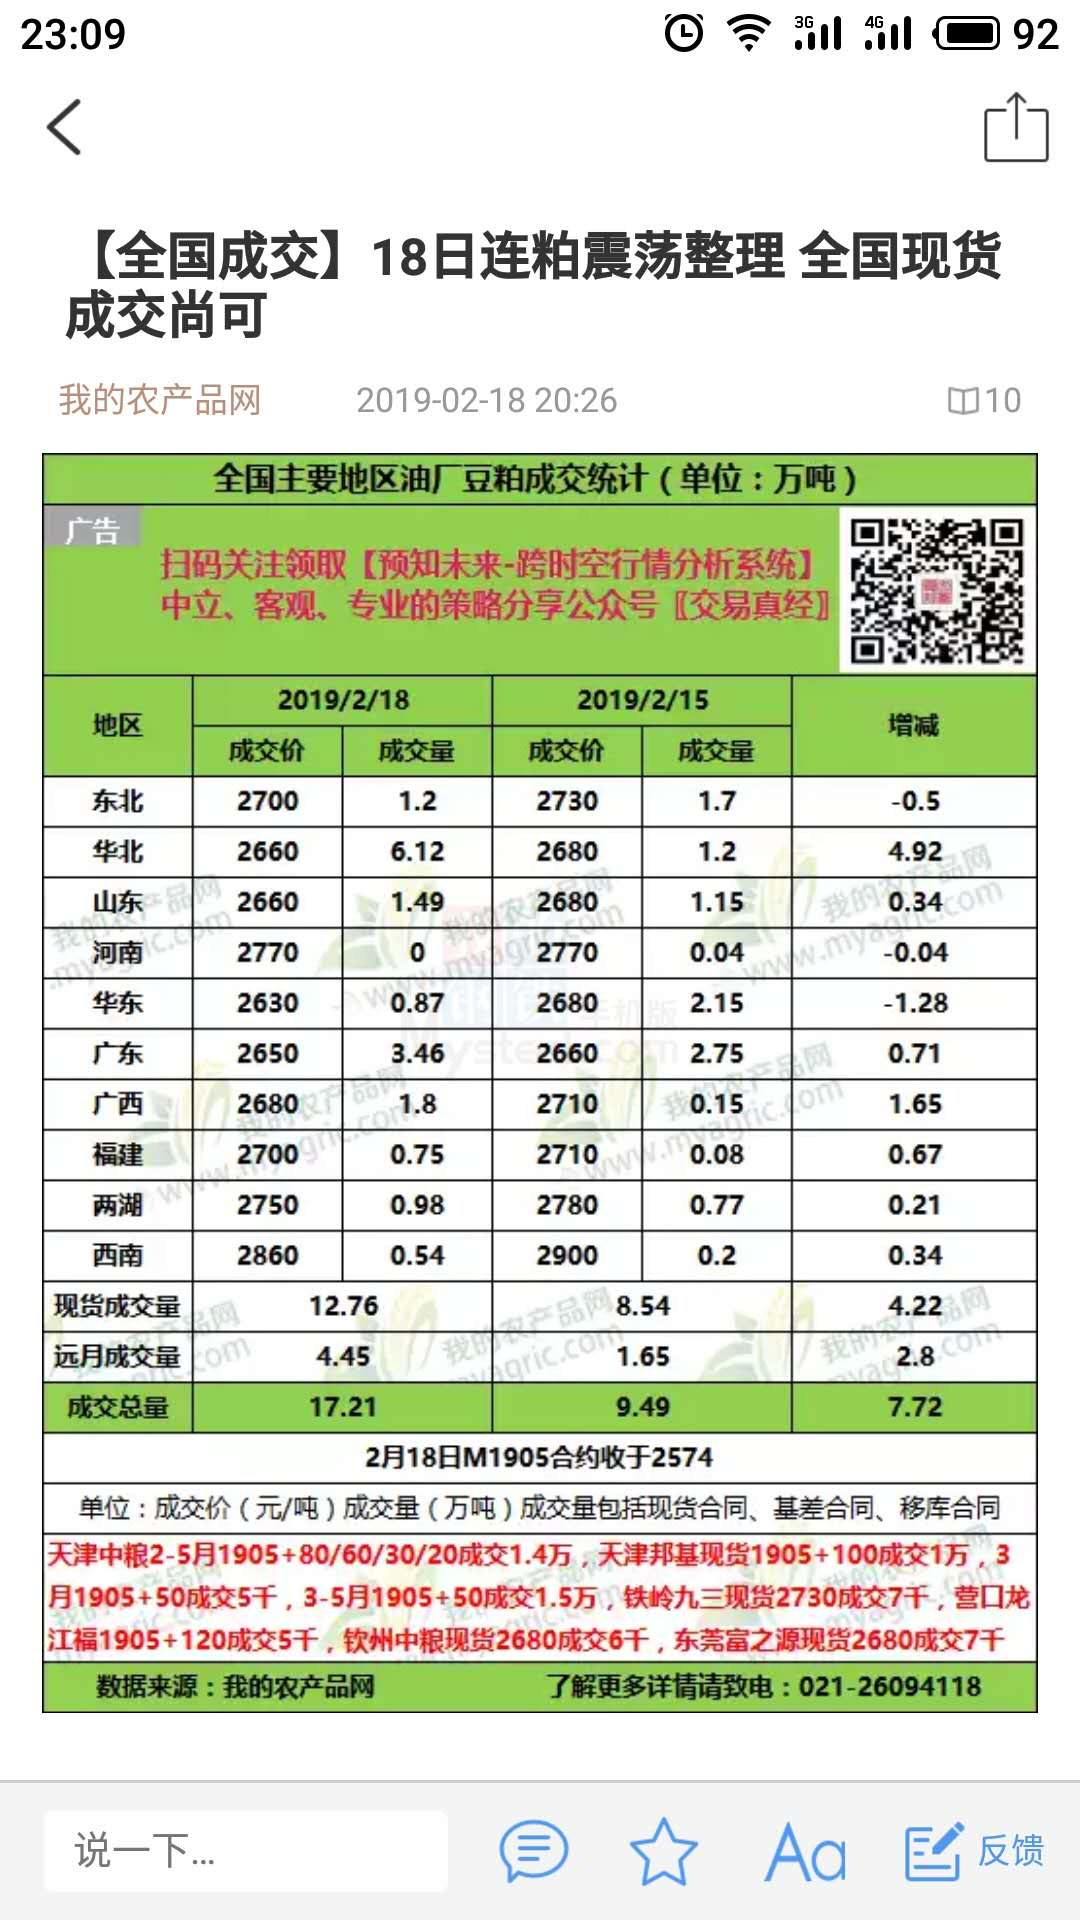 23:09
3G
4G
92
【全国成交】18日连粕震荡整理 全国现货
成交尚可
我的农产品网 2019-02-18 20:26 10
全国主要地区油厂豆粕成交统计（单位：万吨）
广告
扫码关注领取【预知未来-跨时空行情分析系统】
中立、客观、专业的策略分享公众号〖交易真经〗
地区 2019/2/18 2019/2/15 增减
成交价 成交量 成交价 成交量
东北 2700 1.2 2730 1.7 -0.5
华北 2660 6.12 2680 1.2 4.92
山东 2660 1.49 2680 1.15 0.34
河南 2770 0 2770 0.04 -0.04
华东 2630 0.87 2680 2.15 -1.28
广东 2650 3.46 2660 2.75 0.71
广西 2680 1.8 2710 0.15 1.65
福建 2700 0.75 2710 0.08 0.67
两湖 2750 0.98 2780 0.77 0.21
西南 2860 0.54 2900 0.2 0.34
现货成交量 12.76 8.54 4.22
远月成交量 4.45 1.65 2.8
成交总量 17.21 9.49 7.72
2月18日M1905合约收于2574
单位：成交价（元/吨）成交量（万吨）成交量包括现货合同、基差合同、移库合同
天津中粮2-5月1905+80/60/30/20成交1.4万，天津邦基现货1905+100成交1万，3
月1905+50成交5千，3-5月1905+50成交1.5万，铁岭九三现货2730成交7千，营口龙
江福1905+120成交5千，钦州中粮现货2680成交6千，东莞富之源现货2680成交7千
数据来源：我的农产品网 了解更多详情请致电：021-26094118
我的农产品网
www.myagric.com
说一下...
Aa
反馈